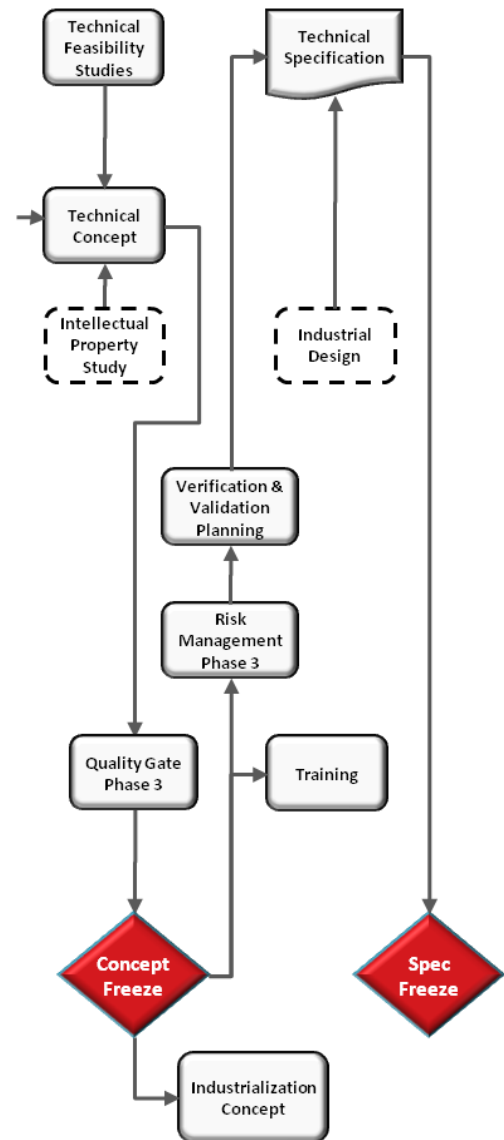 Technical
Feasibility
Studies
Technical
Specification
Technical
Concept
Intellectual
Property
Study
Industrial
Design
Verification &
Validation
Planning
Risk
Management
Phase 3
Quality Gate
Phase 3
Training
Concept
Freeze
Spec
Freeze
Industrialization
Concept